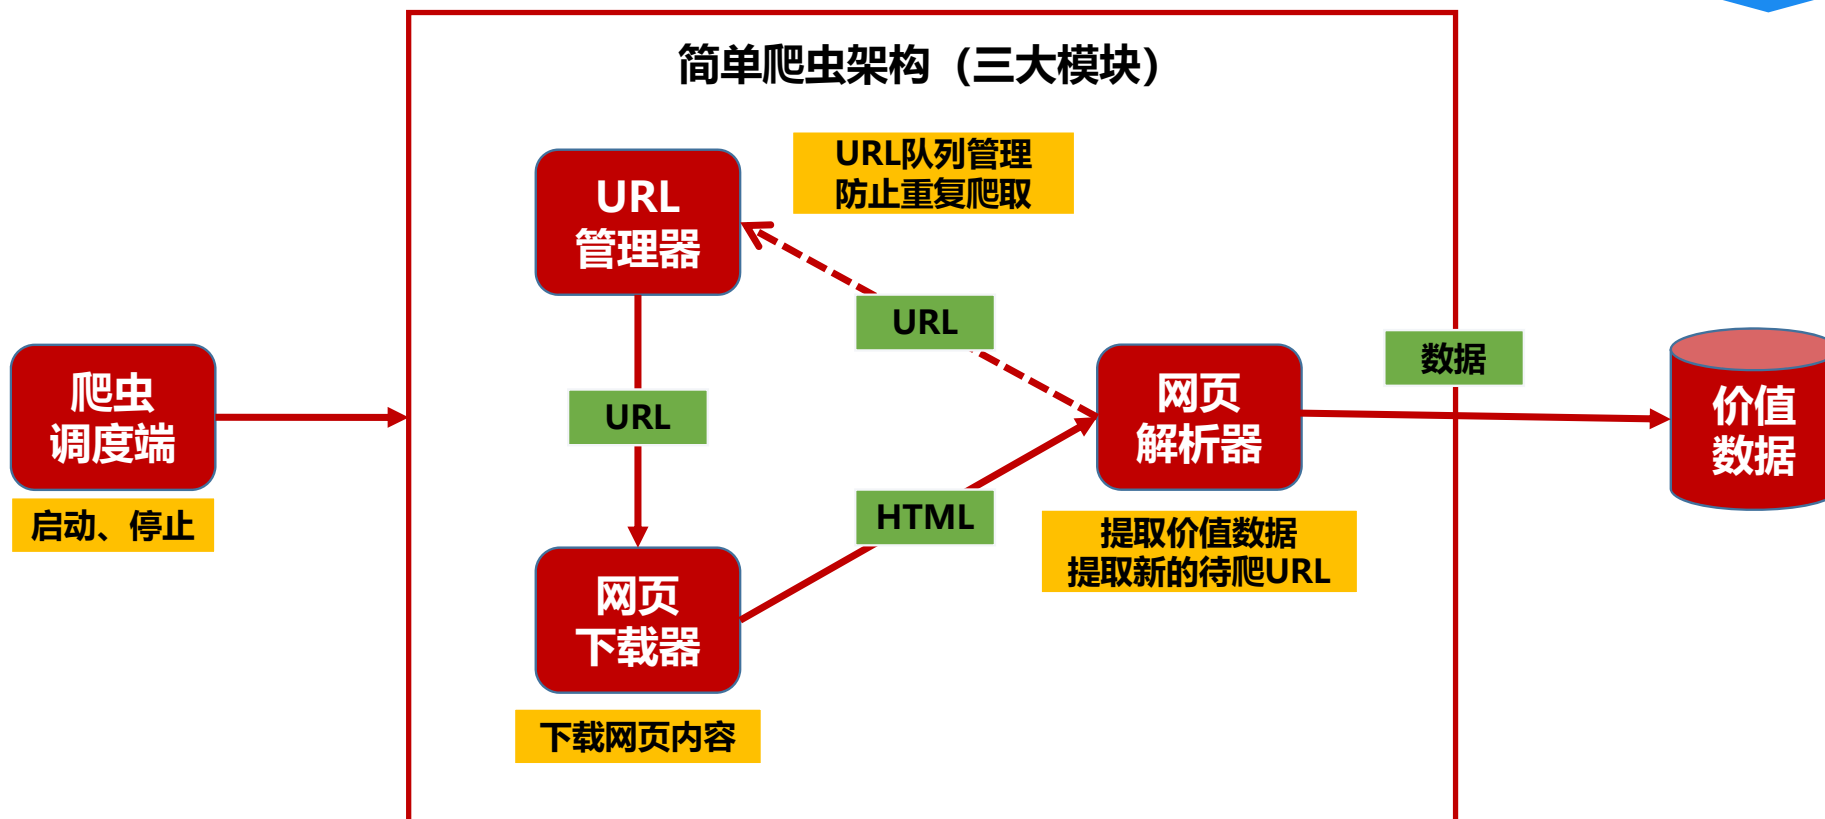 简单爬虫架构（三大模块）
URL队列管理
防止重复爬取
URL
管理器
URL
数据
爬虫
调度端
启动、停止
URL
网页
解析器
价值
数据
HTML
提取价值数据
提取新的待爬URL
网页
下载器
下载网页内容